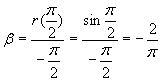 β = r(π/2) / (-π/2) = sin π/2 / (-π/2) = -2/π